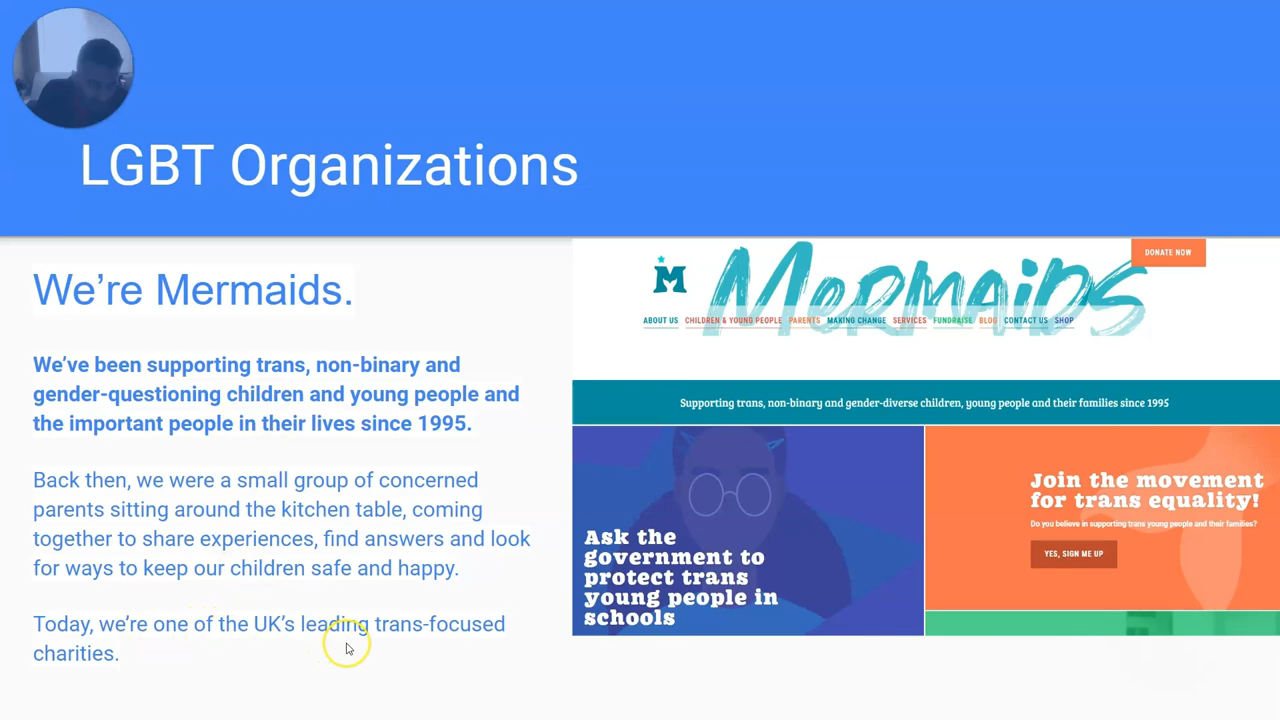 LGBT Organizations
We’re Mermaids.
We’ve been supporting trans, non-binary and
gender-questioning children and young people and
the important people in their lives since 1995.
Back then, we were a small group of concerned
parents sitting around the kitchen table, coming
together to share experiences, find answers and look
for ways to keep our children safe and happy.
Today, we’re one of the UK’s leading trans-focused
charities.
DONATE NOW
M
Mermaids
ABOUT US CHILDREN & YOUNG PEOPLE PARENTS MAKING CHANGE SERVICES FUNDRAISE BLOG CONTACT US SHOP
Supporting trans, non-binary and gender-diverse children, young people and their families since 1995
Ask the
government to
protect trans
young people in
schools
Join the movement
for trans equality!
Do you believe in supporting trans young people and their families?
YES, SIGN ME UP